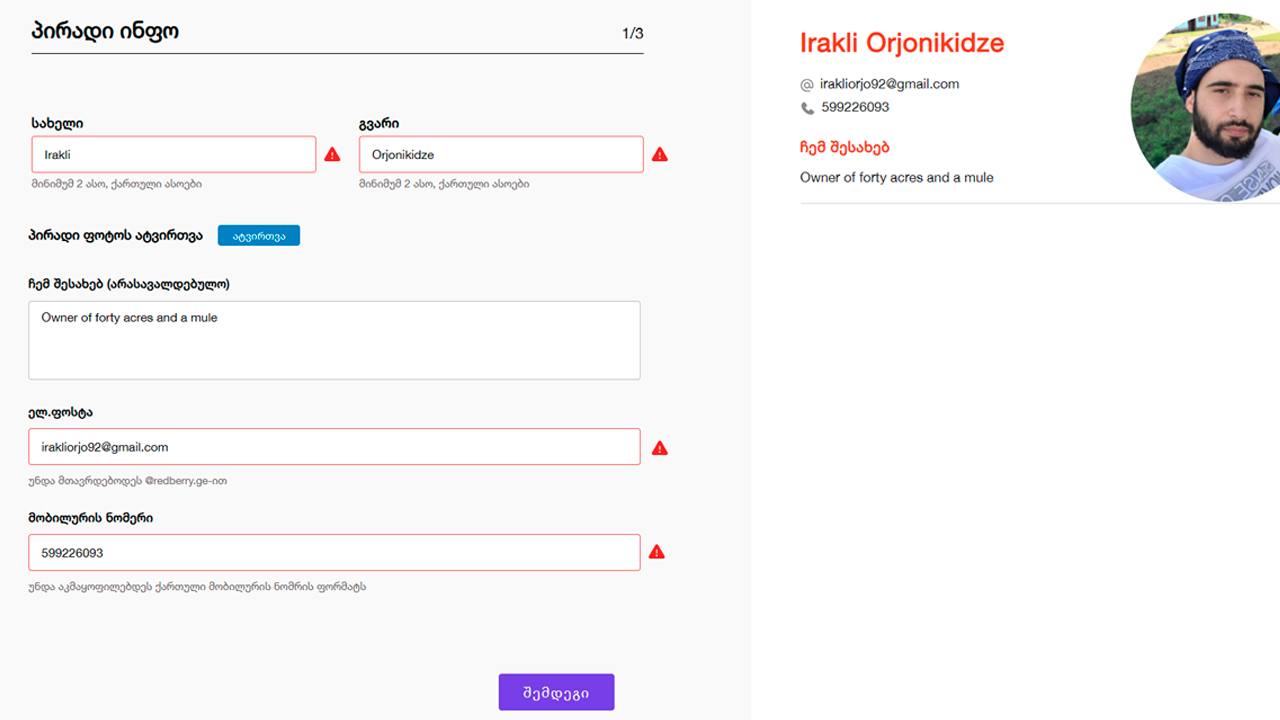 პირადი ინფო
1/3
სახელი
გვარი
Irakli
Orjonikidze
მინიმუმ 2 ასო, ქართული ასოები
მინიმუმ 2 ასო, ქართული ასოები
პირადი ფოტოს ატვირთვა
ატვირთვა
ჩემ შესახებ (არასავალდებულო)
Owner of forty acres and a mule
ელ.ფოსტა
irakliorjo92@gmail.com
უნდა მთავრდებოდეს @redberry.ge-ით
მობილურის ნომერი
599226093
უნდა აკმაყოფილებდეს ქართული მობილურის ნომრის ფორმატს
შემდეგი
Irakli Orjonikidze
@ irakliorjo92@gmail.com
599226093
ჩემ შესახებ
Owner of forty acres and a mule